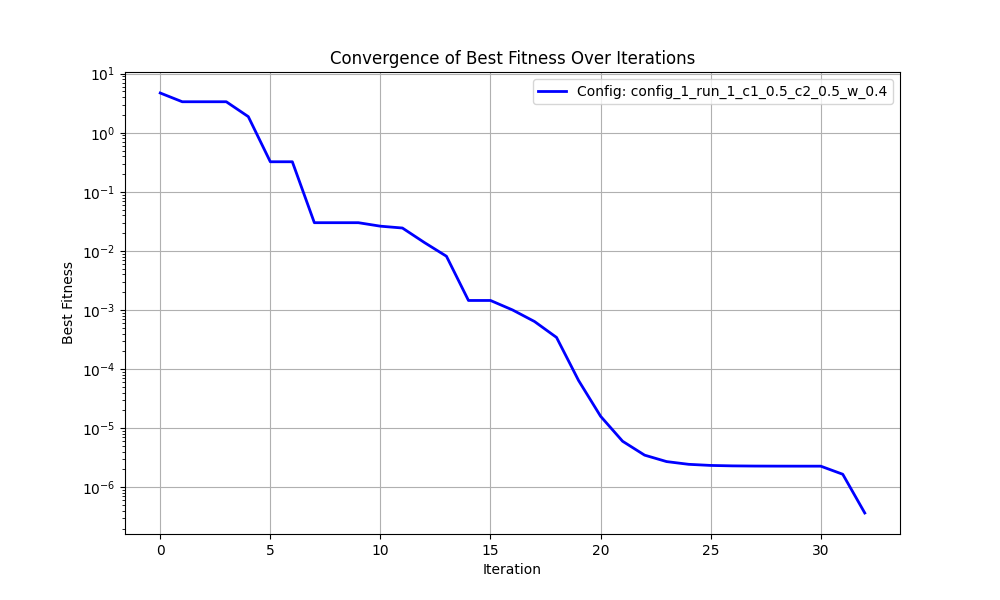 Convergence of Best Fitness Over Iterations
Config: config_1_run_1_c1_0.5_c2_0.5_w_0.4
Best Fitness
10¹
10⁰
10⁻¹
10⁻²
10⁻³
10⁻⁴
10⁻⁵
10⁻⁶
0 5 10 15 20 25 30
Iteration